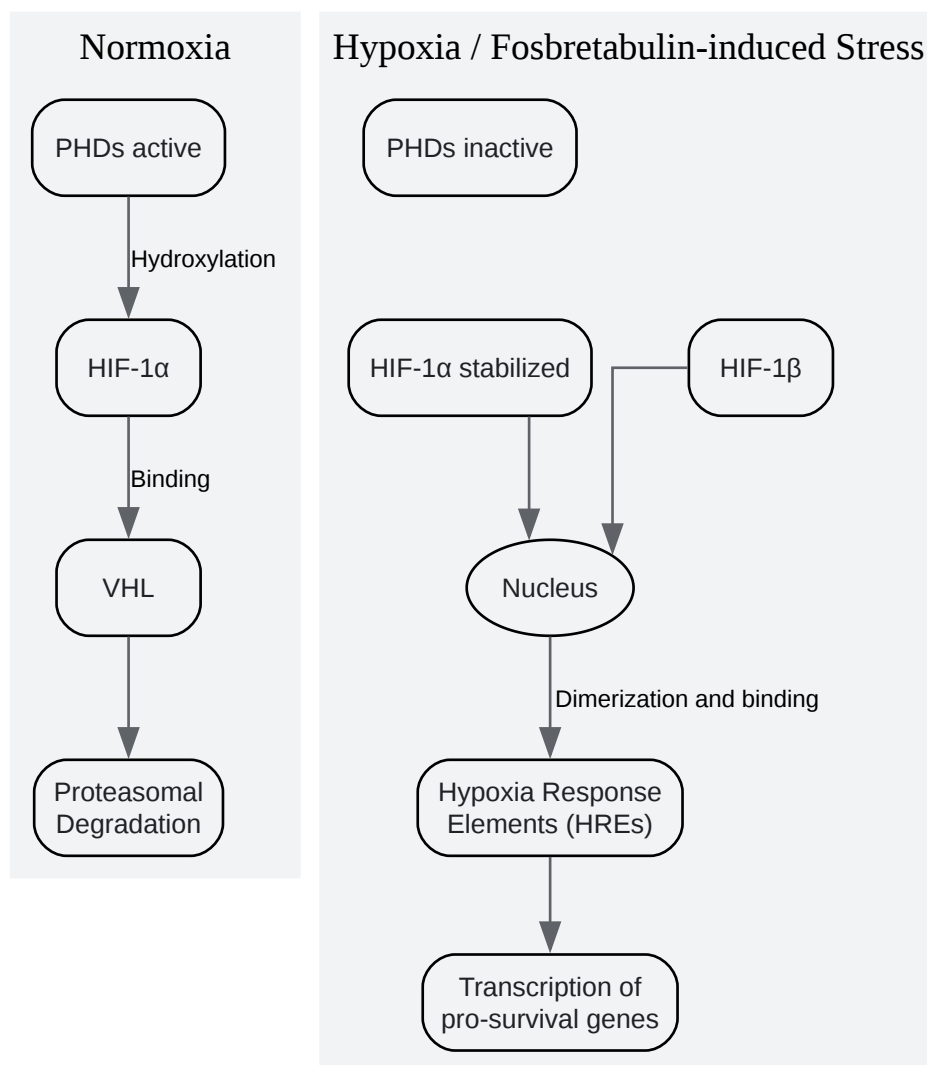 Normoxia
PHDs active
Hydroxylation
HIF-1α
Binding
VHL
Proteasomal
Degradation
Hypoxia / Fosbretabulin-induced Stress
PHDs inactive
HIF-1α stabilized
HIF-1β
Nucleus
Dimerization and binding
Hypoxia Response
Elements (HREs)
Transcription of
pro-survival genes